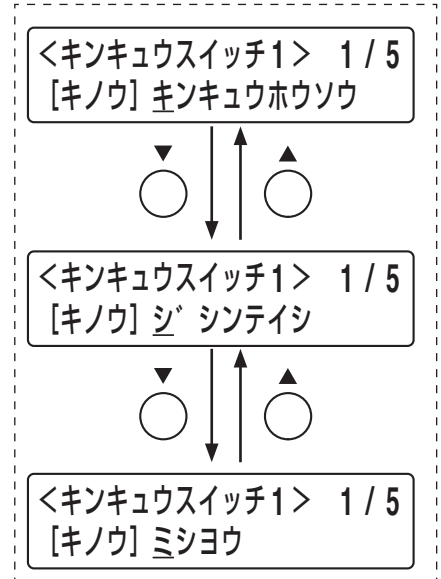 <キンキュウスイッチ1> 1/5
[キノウ] キンキュウホウソウ
▼ ▲
<キンキュウスイッチ1> 1/5
[キノウ] シ゛シンテイシ
▼ ▲
<キンキュウスイッチ1> 1/5
[キノウ] ミシヨウ